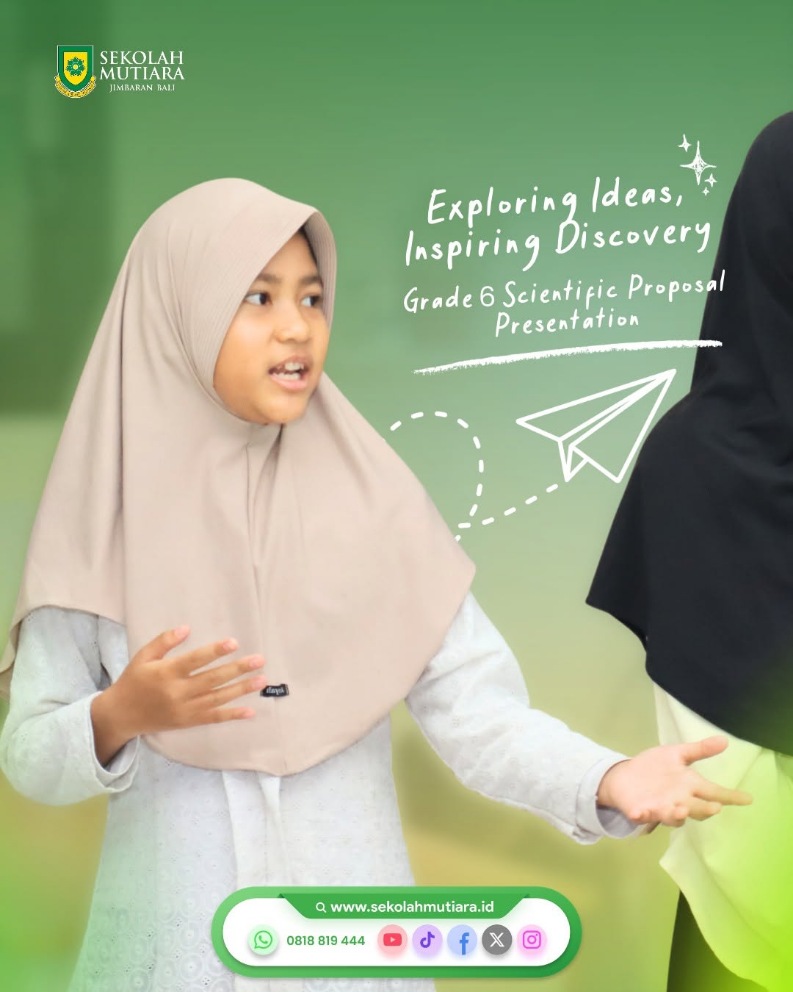 SEKOLAH
MUTIARA
JIMBARAN BALI
Exploring Ideas,
Inspiring Discovery
Grade 6 Scientific Proposal
Presentation
www.sekolahmutiara.id
0818 819 444